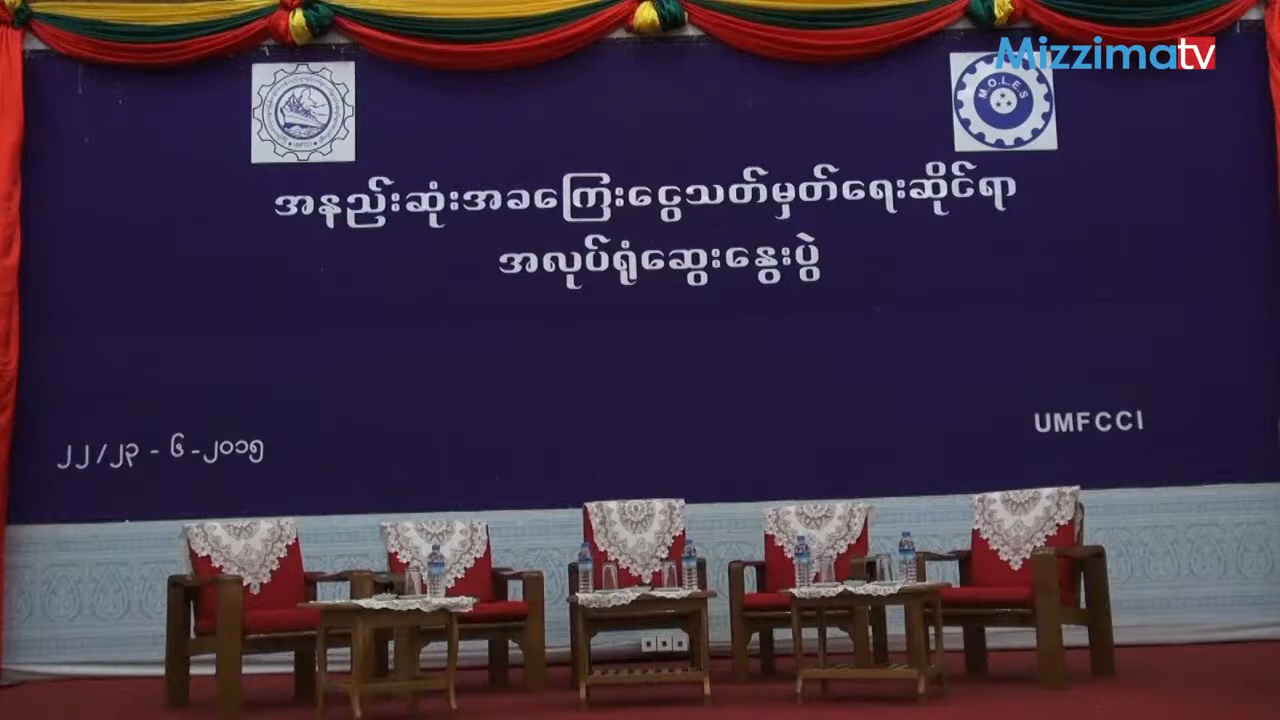 Mizzimatv
M.O.L.E.S
UMFCCI
အနည်းဆုံးအခကြေးငွေသတ်မှတ်ရေးဆိုင်ရာ
အလုပ်ရုံဆွေးနွေးပွဲ
UMFCCI
၂၂/၂၃ - ၆ -၂၀၁၅